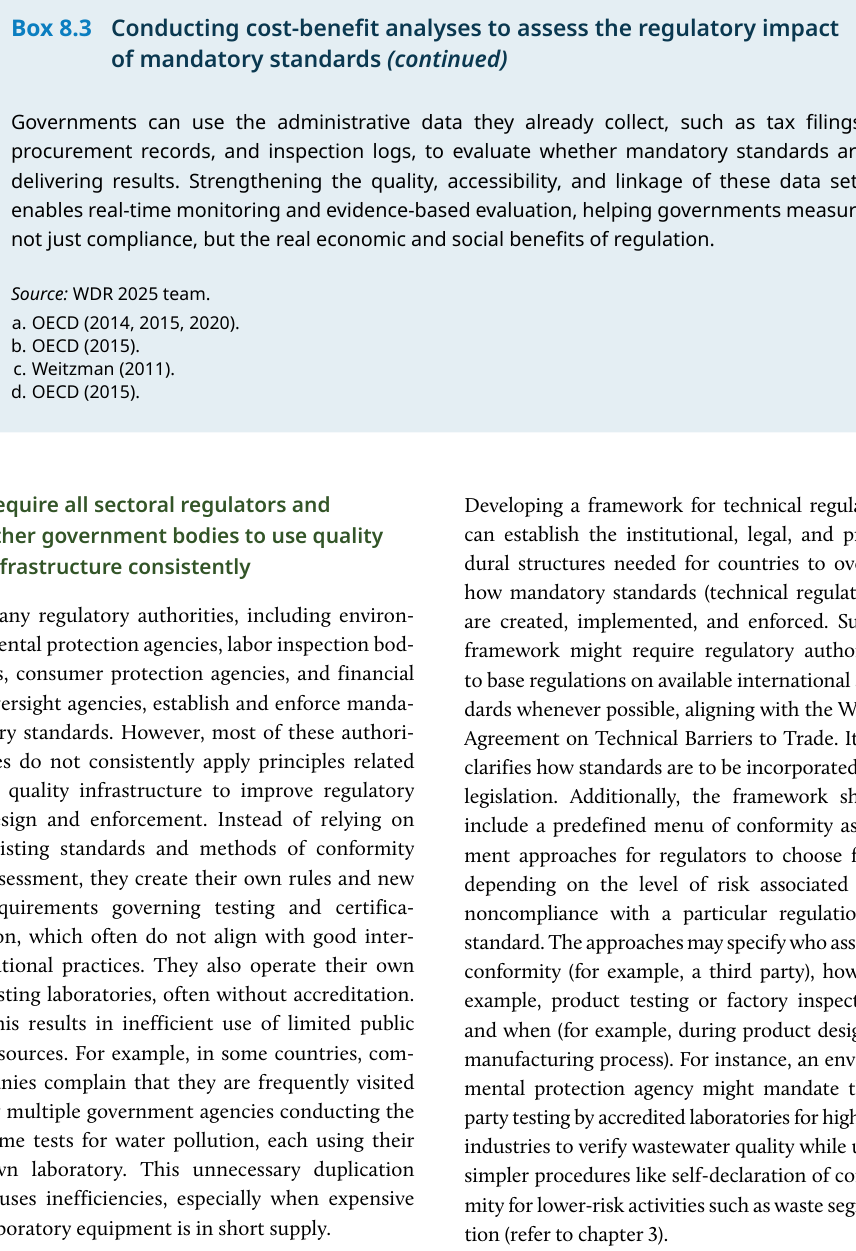 Box 8.3 Conducting cost-benefit analyses to assess the regulatory impact
of mandatory standards (continued)
Governments can use the administrative data they already collect, such as tax filings
procurement records, and inspection logs, to evaluate whether mandatory standards ar
delivering results. Strengthening the quality, accessibility, and linkage of these data set
enables real-time monitoring and evidence-based evaluation, helping governments measur
not just compliance, but the real economic and social benefits of regulation.
Source: WDR 2025 team.
a. OECD (2014, 2015, 2020).
b. OECD (2015).
c. Weitzman (2011).
d. OECD (2015).
equire all sectoral regulators and
ther government bodies to use quality
frastructure consistently
any regulatory authorities, including environ-
ental protection agencies, labor inspection bod-
s, consumer protection agencies, and financial
versight agencies, establish and enforce manda-
ry standards. However, most of these authori-
es do not consistently apply principles related
quality infrastructure to improve regulatory
esign and enforcement. Instead of relying on
isting standards and methods of conformity
sessment, they create their own rules and new
quirements governing testing and certifica-
on, which often do not align with good inter-
ational practices. They also operate their own
sting laboratories, often without accreditation.
his results in inefficient use of limited public
sources. For example, in some countries, com-
nies complain that they are frequently visited
multiple government agencies conducting the
me tests for water pollution, each using their
wn laboratory. This unnecessary duplication
uses inefficiencies, especially when expensive
boratory equipment is in short supply.
Developing a framework for technical regula
can establish the institutional, legal, and p
dural structures needed for countries to ov
how mandatory standards (technical regulat
are created, implemented, and enforced. Su
framework might require regulatory author
to base regulations on available international
dards whenever possible, aligning with the W
Agreement on Technical Barriers to Trade. It
clarifies how standards are to be incorporated
legislation. Additionally, the framework sh
include a predefined menu of conformity as
ment approaches for regulators to choose f
depending on the level of risk associated
noncompliance with a particular regulatio
standard. The approaches may specify who ass
conformity (for example, a third party), how
example, product testing or factory inspect
and when (for example, during product desig
manufacturing process). For instance, an env
mental protection agency might mandate t
party testing by accredited laboratories for high
industries to verify wastewater quality while u
simpler procedures like self-declaration of co
mity for lower-risk activities such as waste seg
tion (refer to chapter 3).